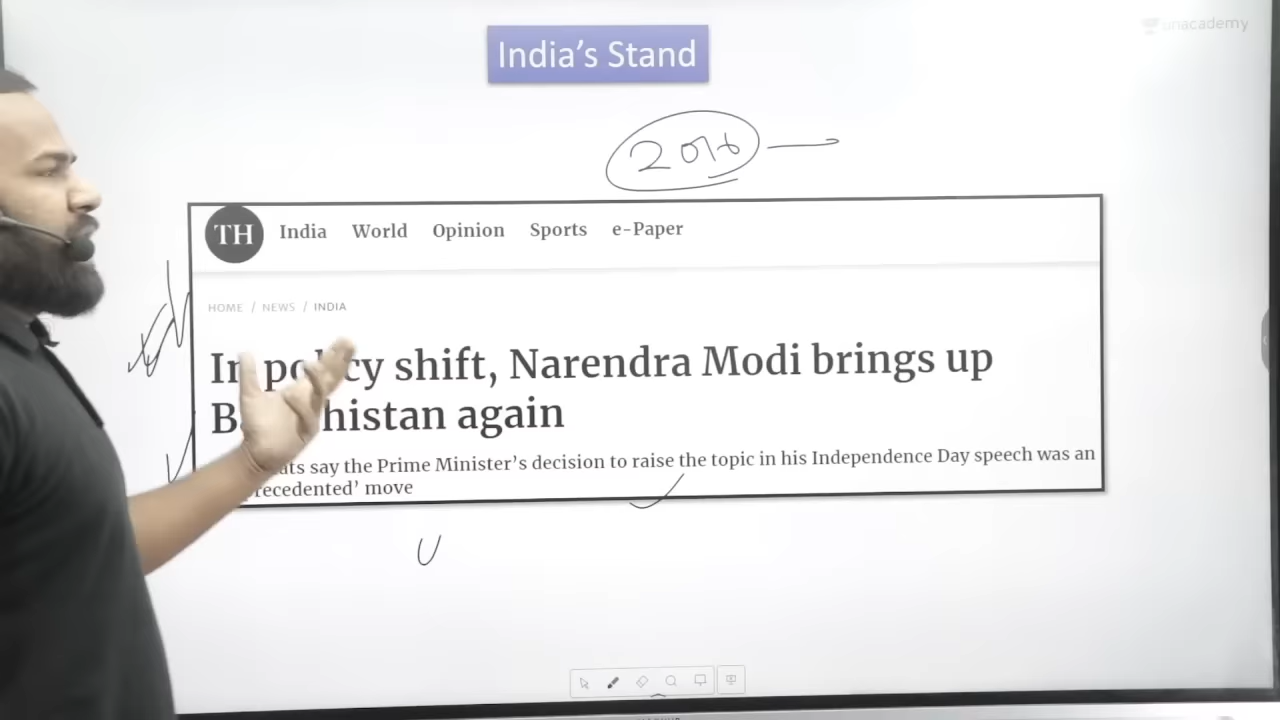 unacademy
India's Stand
2016
TH India World Opinion Sports e-Paper
HOME / NEWS / INDIA
In policy shift, Narendra Modi brings up
histan again
ats say the Prime Minister's decision to raise the topic in his Independence Day speech was an
recedented' move